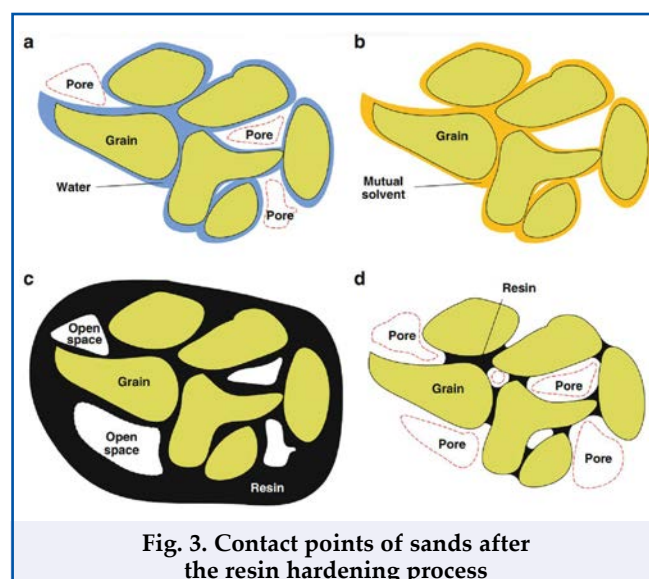 a
Pore
Grain
Pore
Water
Pore
b
Grain
Mutual
solvent
c
Open
space
Grain
Open
space
Resin
d
Resin
Pore
Grain
Pore
Pore
Pore
Fig. 3. Contact points of sands after
the resin hardening process